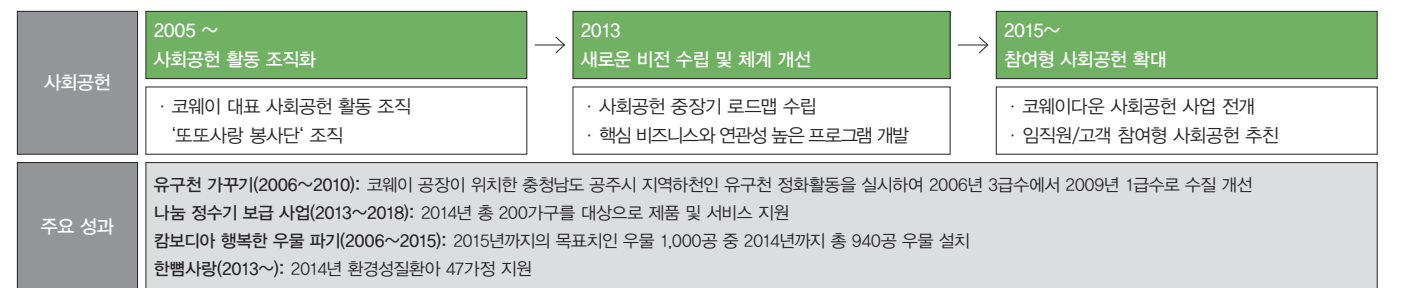 사회공헌
2005 ~
사회공헌 활동 조직화
· 코웨이 대표 사회공헌 활동 조직
‘또또사랑 봉사단‘ 조직
2013
새로운 비전 수립 및 체계 개선
· 사회공헌 중장기 로드맵 수립
· 핵심 비즈니스와 연관성 높은 프로그램 개발
2015~
참여형 사회공헌 확대
· 코웨이다운 사회공헌 사업 전개
· 임직원/고객 참여형 사회공헌 추진
주요 성과
유구천 가꾸기(2006~2010): 코웨이 공장이 위치한 충청남도 공주시 지역하천인 유구천 정화활동을 실시하여 2006년 3급수에서 2009년 1급수로 수질 개선
나눔 정수기 보급 사업(2013~2018): 2014년 총 200가구를 대상으로 제품 및 서비스 지원
캄보디아 행복한 우물 파기(2006~2015): 2015년까지의 목표치인 우물 1,000공 중 2014년까지 총 940공 우물 설치
한뼘사랑(2013~): 2014년 환경성질환아 47가정 지원